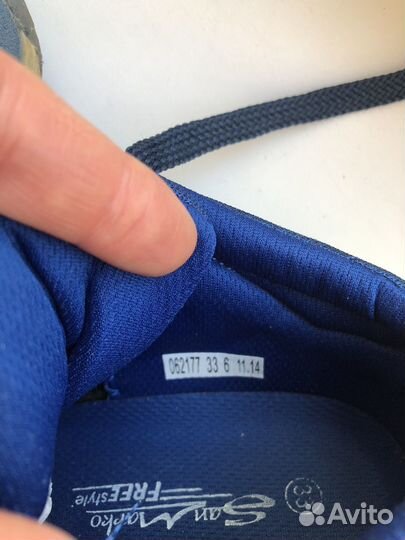 062177 33 6 11.14
San Marko
FREEstyle
33
Avito